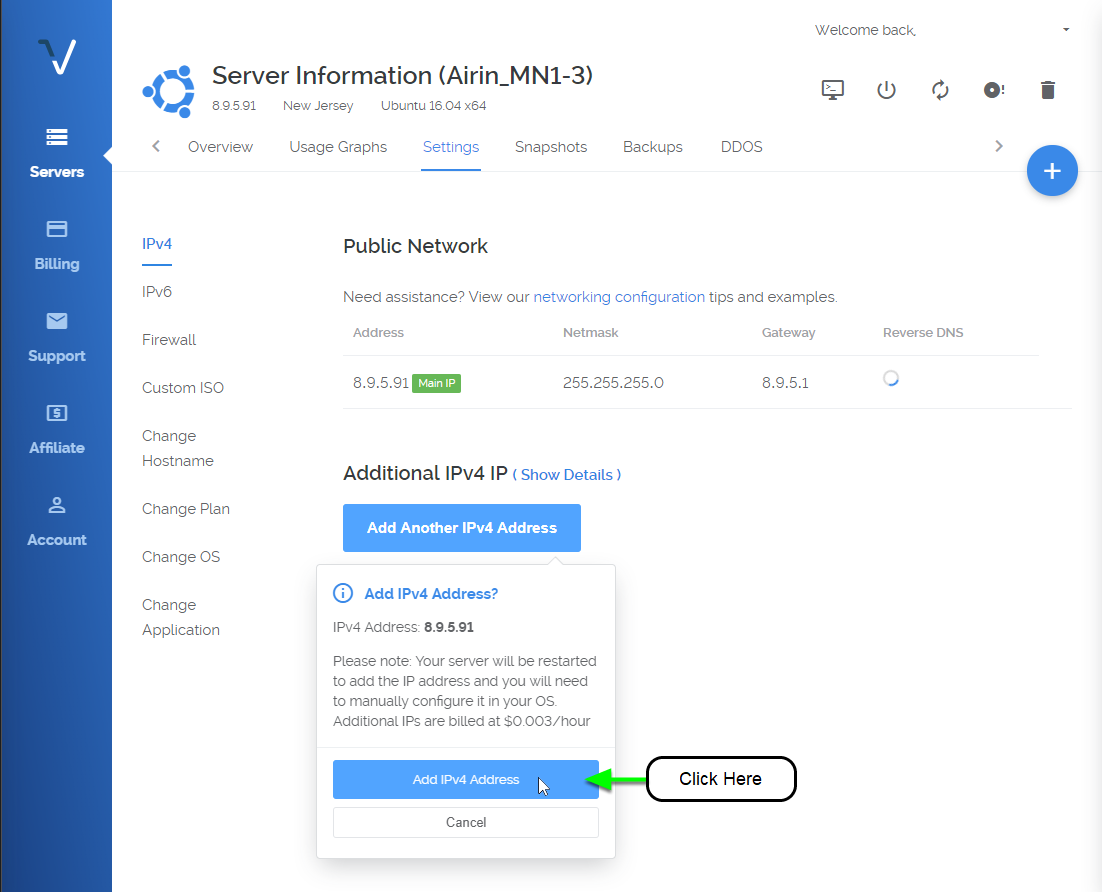 Welcome back,
Server Information (Airin_MN1-3)
8.9.5.91 New Jersey Ubuntu 16.04 x64
Overview Usage Graphs Settings Snapshots Backups DDOS
Servers
Billing
Support
Affiliate
Account
IPv4
IPv6
Firewall
Custom ISO
Change
Hostname
Change Plan
Change OS
Change
Application
Public Network
Need assistance? View our networking configuration tips and examples.
Address Netmask Gateway Reverse DNS
8.9.5.91 Main IP 255.255.255.0 8.9.5.1
Additional IPv4 IP ( Show Details )
Add Another IPv4 Address
Add IPv4 Address?
IPv4 Address: 8.9.5.91
Please note: Your server will be restarted
to add the IP address and you will need
to manually configure it in your OS.
Additional IPs are billed at $0.003/hour
Add IPv4 Address
Click Here
Cancel